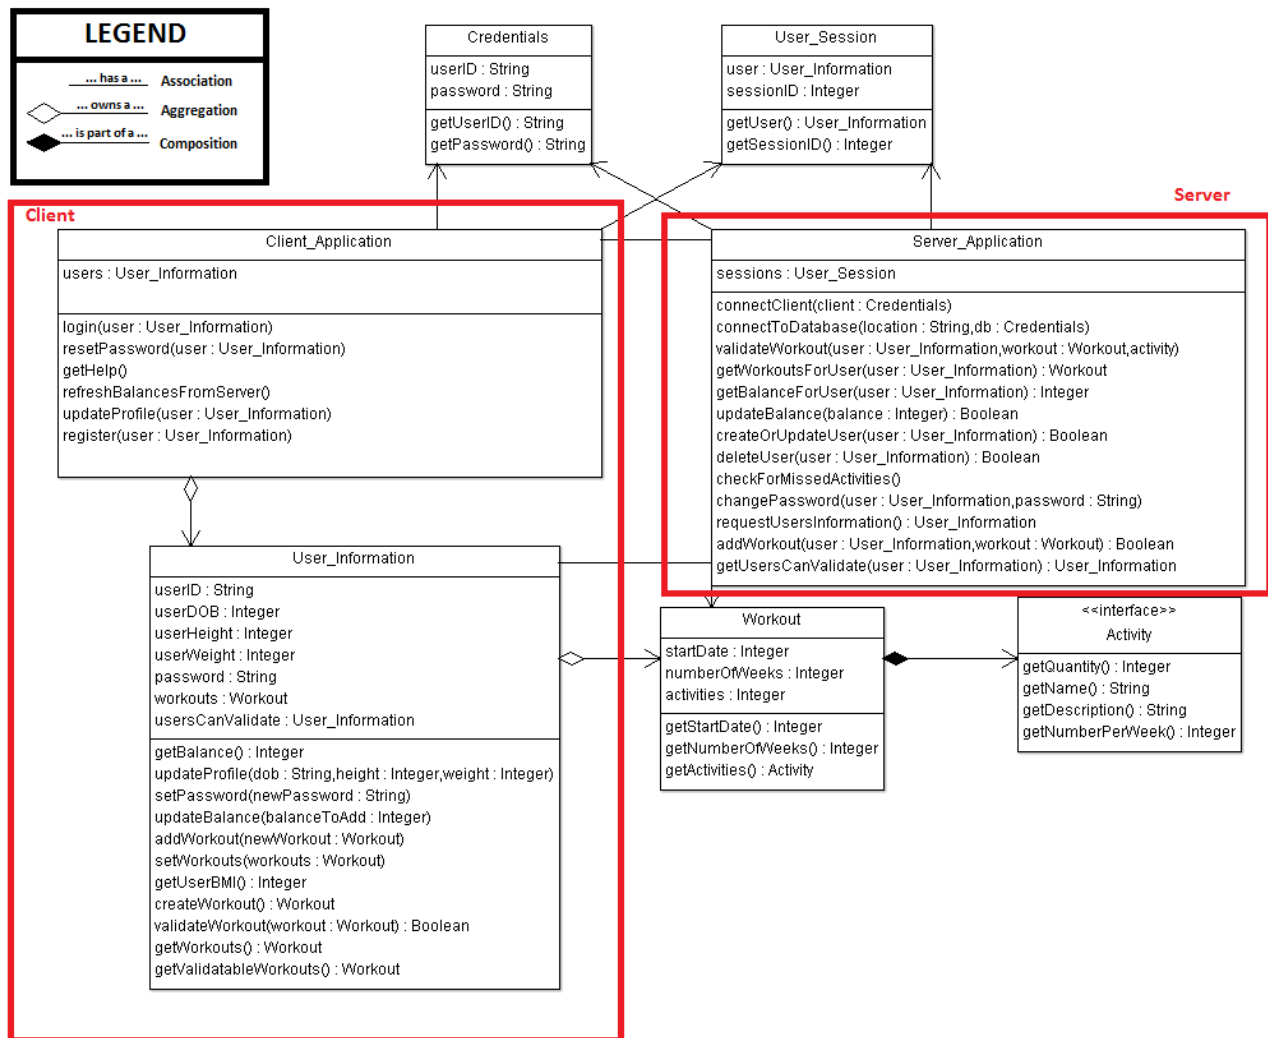 LEGEND
... has a ... Association
... owns a ... Aggregation
... is part of a ... Composition
Credentials
userID : String
password : String
getUserID() : String
getPassword() : String
User_Session
user : User_Information
sessionID : Integer
getUser() : User_Information
getSessionID() : Integer
Client
Server
Client_Application
users : User_Information
login(user : User_Information)
resetPassword(user : User_Information)
getHelp()
refreshBalancesFromServer()
updateProfile(user : User_Information)
register(user : User_Information)
Server_Application
sessions : User_Session
connectClient(client : Credentials)
connectToDatabase(location : String,db : Credentials)
validateWorkout(user : User_Information,workout : Workout,activity)
getWorkoutsForUser(user : User_Information) : Workout
getBalanceForUser(user : User_Information) : Integer
updateBalance(balance : Integer) : Boolean
createOrUpdateUser(user : User_Information) : Boolean
deleteUser(user : User_Information) : Boolean
checkForMissedActivities()
changePassword(user : User_Information,password : String)
requestUsersInformation() : User_Information
addWorkout(user : User_Information,workout : Workout) : Boolean
getUsersCanValidate(user : User_Information) : User_Information
User_Information
userID : String
userDOB : Integer
userHeight : Integer
userWeight : Integer
password : String
workouts : Workout
usersCanValidate : User_Information
getBalance() : Integer
updateProfile(dob : String,height : Integer,weight : Integer)
setPassword(newPassword : String)
updateBalance(balanceToAdd : Integer)
addWorkout(newWorkout : Workout)
setWorkouts(workouts : Workout)
getUserBMI() : Integer
createWorkout() : Workout
validateWorkout(workout : Workout) : Boolean
getWorkouts() : Workout
getValidatableWorkouts() : Workout
Workout
startDate : Integer
numberOfWeeks : Integer
activities : Integer
getStartDate() : Integer
getNumberOfWeeks() : Integer
getActivities() : Activity
<<interface>>
Activity
getQuantity() : Integer
getName() : String
getDescription() : String
getNumberPerWeek() : Integer